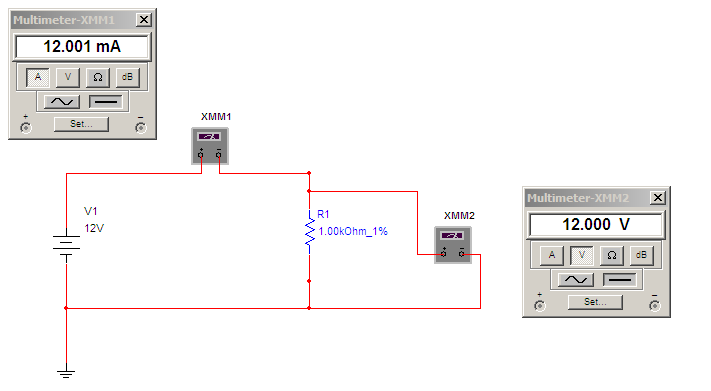 Multimeter-XMM1
12.001 mA
A V Ω dB
+ Set... −
XMM1
V1
12V
R1
1.00kOhm_1%
XMM2
+ −
+ −
Multimeter-XMM2
12.000 V
A V Ω dB
+ Set... −